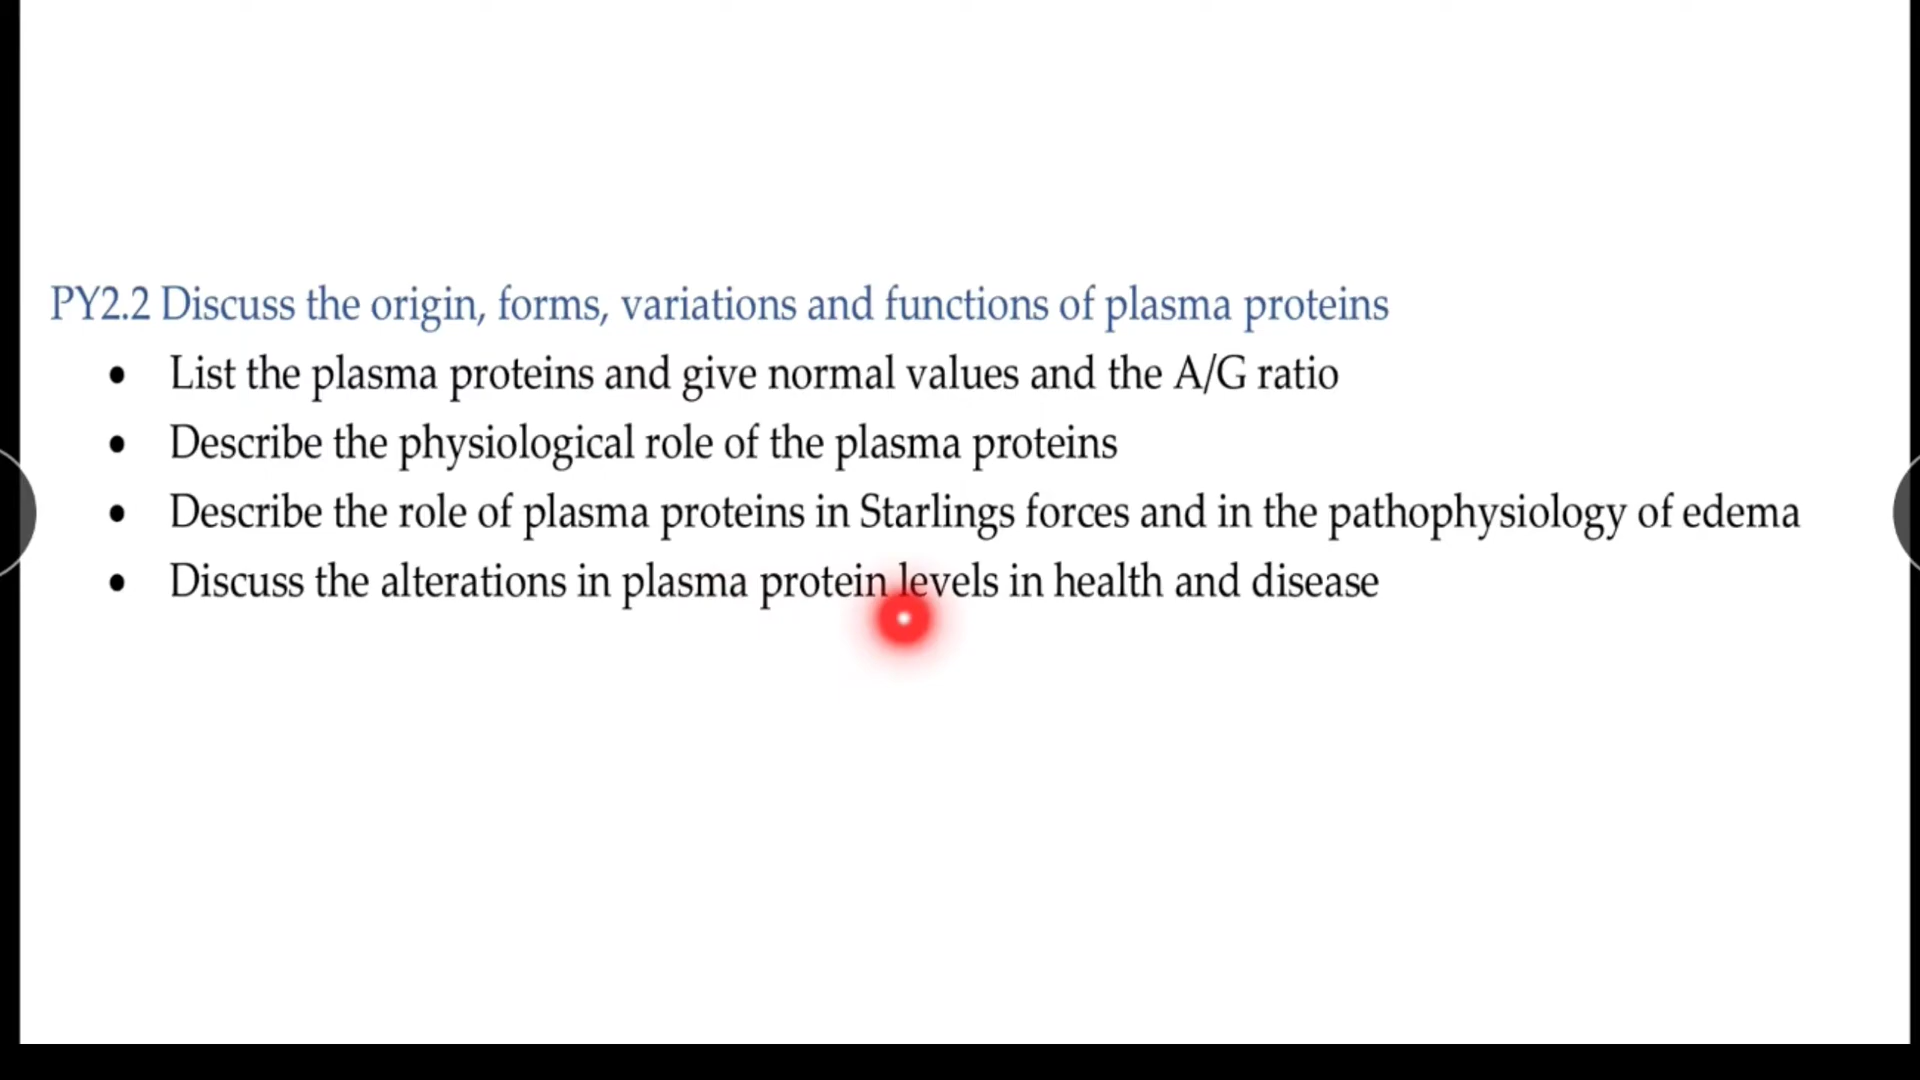 PY2.2 Discuss the origin, forms, variations and functions of plasma proteins
• List the plasma proteins and give normal values and the A/G ratio
• Describe the physiological role of the plasma proteins
• Describe the role of plasma proteins in Starlings forces and in the pathophysiology of edema
• Discuss the alterations in plasma protein levels in health and disease